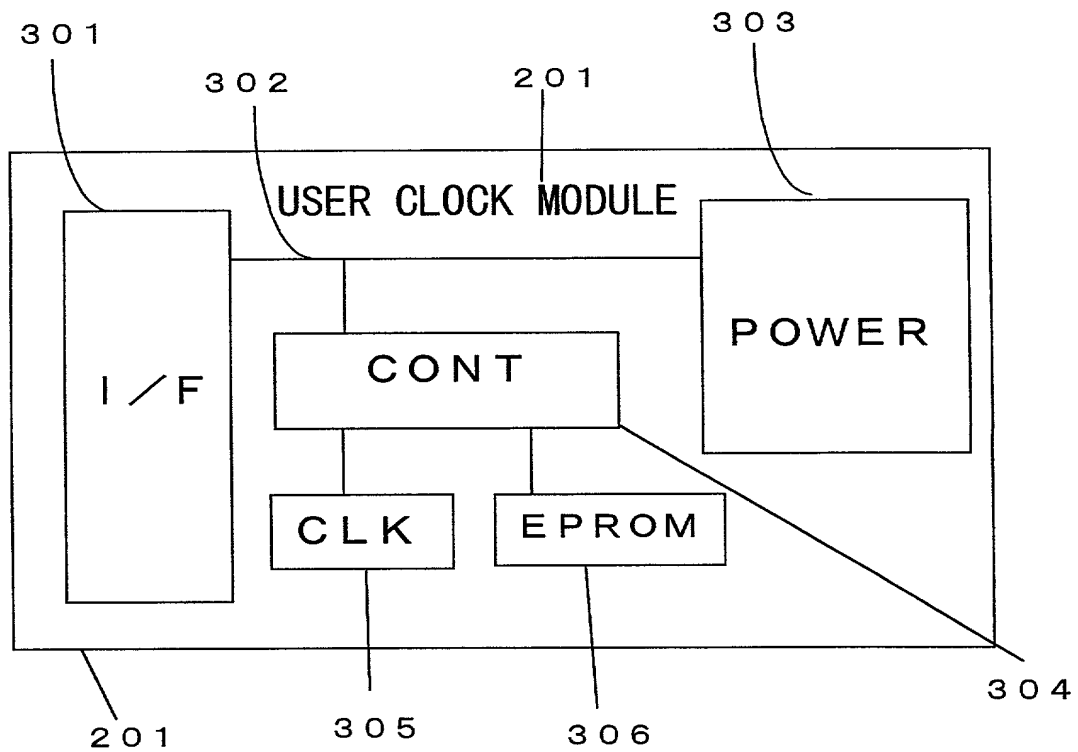 301
302
201
303
USER CLOCK MODULE
I/F
CONT
POWER
CLK
EPROM
201
305
306
304